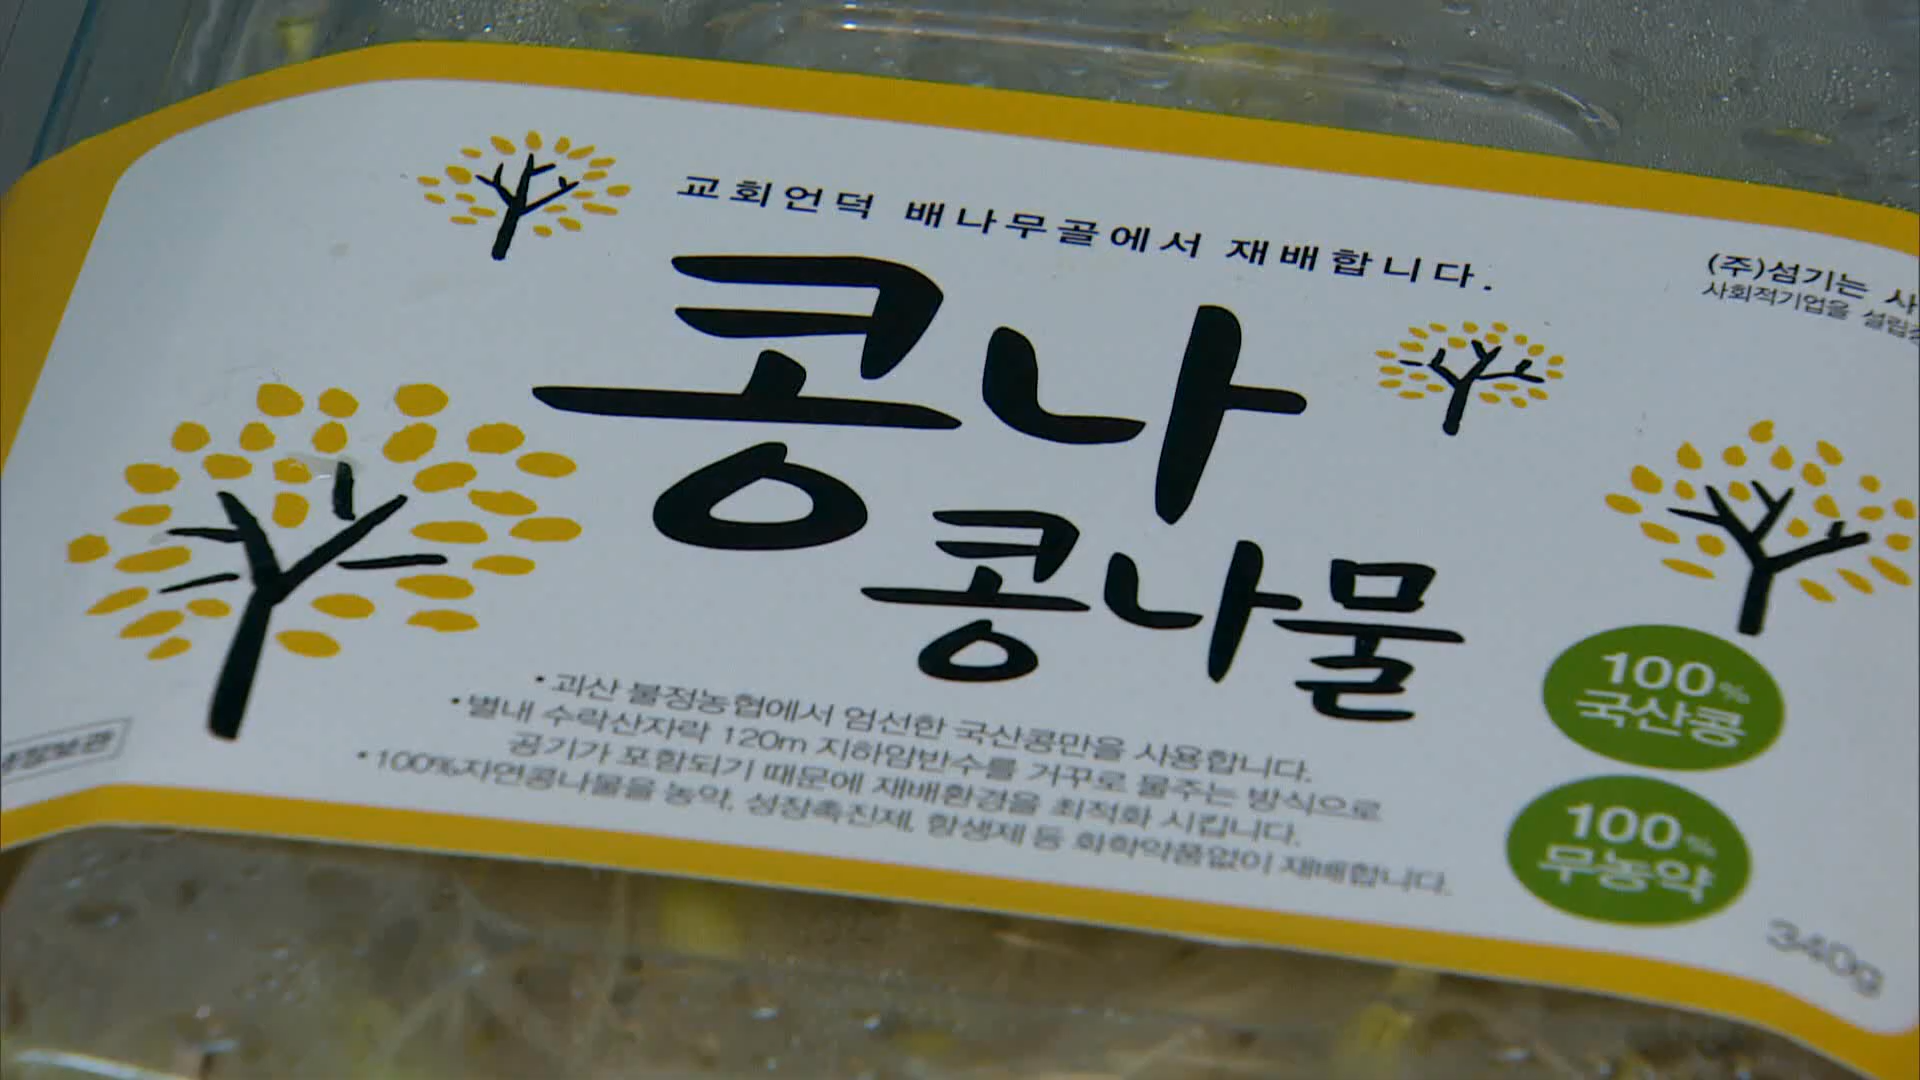 교회언덕 배나무골에서 재배합니다.
(주)섬기는 사
사회적기업을 설립
콩나
콩나물
• 괴산 불정농협에서 엄선한 국산콩만을 사용합니다.
• 별내 수락산자락 120m 지하암반수를 거꾸로 물주는 방식으로
공기가 포함되기 때문에 재배환경을 최적화 시킵니다.
• 100%자연콩나물을 농약, 성장촉진제, 항생제 등 화학약품없이 재배합니다.
100%
국산콩
100%
무농약
340g